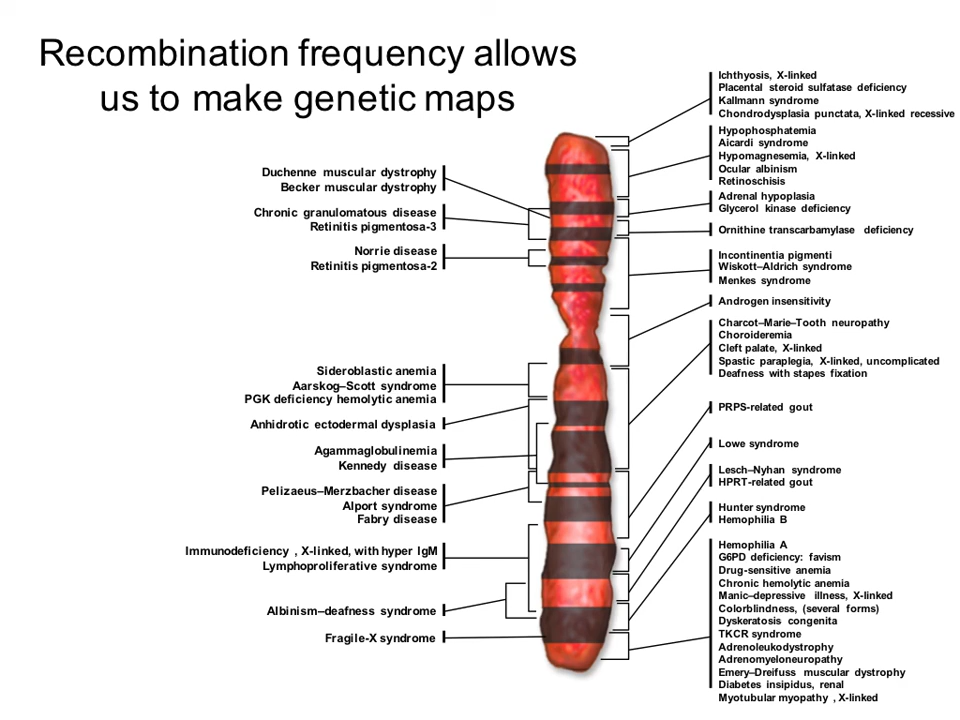 Recombination frequency allows
us to make genetic maps
Duchenne muscular dystrophy
Becker muscular dystrophy
Chronic granulomatous disease
Retinitis pigmentosa-3
Norrie disease
Retinitis pigmentosa-2
Sideroblastic anemia
Aarskog–Scott syndrome
PGK deficiency hemolytic anemia
Anhidrotic ectodermal dysplasia
Agammaglobulinemia
Kennedy disease
Pelizaeus–Merzbacher disease
Alport syndrome
Fabry disease
Immunodeficiency , X-linked, with hyper IgM
Lymphoproliferative syndrome
Albinism–deafness syndrome
Fragile-X syndrome
Ichthyosis, X-linked
Placental steroid sulfatase deficiency
Kallmann syndrome
Chondrodysplasia punctata, X-linked recessive
Hypophosphatemia
Aicardi syndrome
Hypomagnesemia, X-linked
Ocular albinism
Retinoschisis
Adrenal hypoplasia
Glycerol kinase deficiency
Ornithine transcarbamylase deficiency
Incontinentia pigmenti
Wiskott–Aldrich syndrome
Menkes syndrome
Androgen insensitivity
Charcot–Marie–Tooth neuropathy
Choroideremia
Cleft palate, X-linked
Spastic paraplegia, X-linked, uncomplicated
Deafness with stapes fixation
PRPS-related gout
Lowe syndrome
Lesch–Nyhan syndrome
HPRT-related gout
Hunter syndrome
Hemophilia B
Hemophilia A
G6PD deficiency: favism
Drug-sensitive anemia
Chronic hemolytic anemia
Manic–depressive illness, X-linked
Colorblindness, (several forms)
Dyskeratosis congenita
TKCR syndrome
Adrenoleukodystrophy
Adrenomyeloneuropathy
Emery–Dreifuss muscular dystrophy
Diabetes insipidus, renal
Myotubular myopathy , X-linked